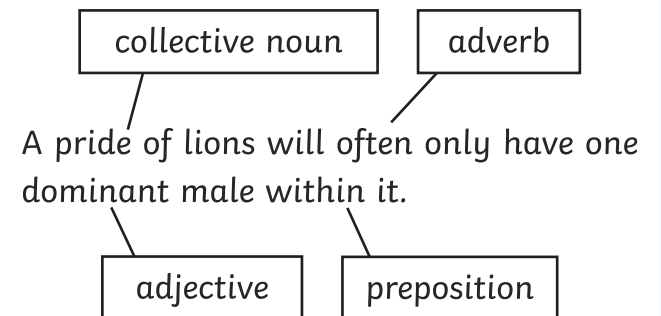 collective noun
adverb
A pride of lions will often only have one
dominant male within it.
adjective
preposition